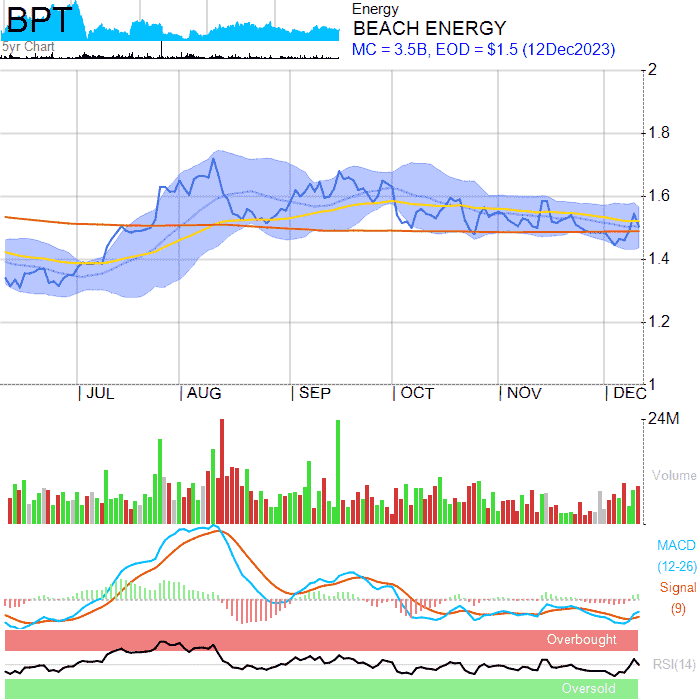 BPT
5yr Chart
Energy
BEACH ENERGY
MC = 3.5B, EOD = $1.5 (12Dec2023)
2
1.8
1.6
1.4
1.2
1
| JUL | AUG | SEP | OCT | NOV | DEC
24M
Volume
MACD
(12-26)
Signal
(9)
Overbought
RSI(14)
Oversold